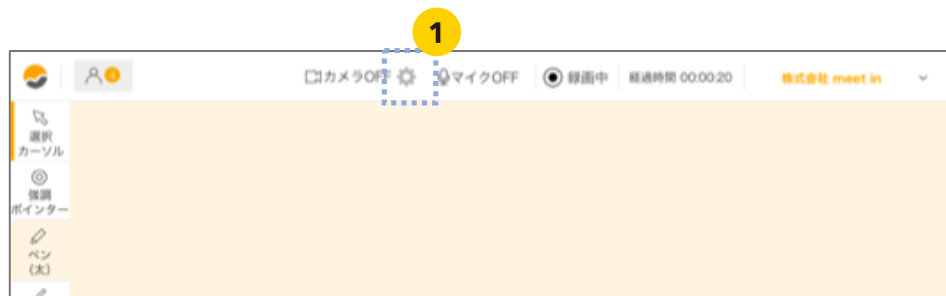 1
カメラOFF
マイクOFF
録画中
経過時間 00:00:20
株式会社 meet in
選択
カーソル
強調
ポインター
ペン
(太)